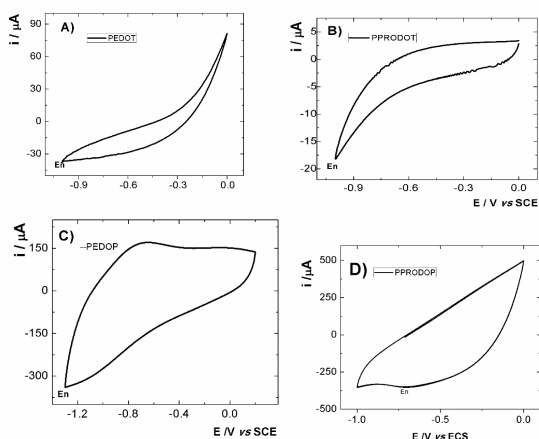 A)
PEDOT
i / µA
90
60
30
0
-30
En
-0.9 -0.6 -0.3 0.0
B)
PPRODOT
i / µA
5
0
-5
-10
-15
-20
En
-0.9 -0.6 -0.3 0.0
E / V vs SCE
C)
--PEDOP
i / µA
150
0
-150
-300
En
-1.2 -0.8 -0.4 0.0
E /V vs SCE
D)
PPRODOP
i / µA
500
250
0
-250
-500
En
-1.0 -0.5 0.0
E /V vs ECS